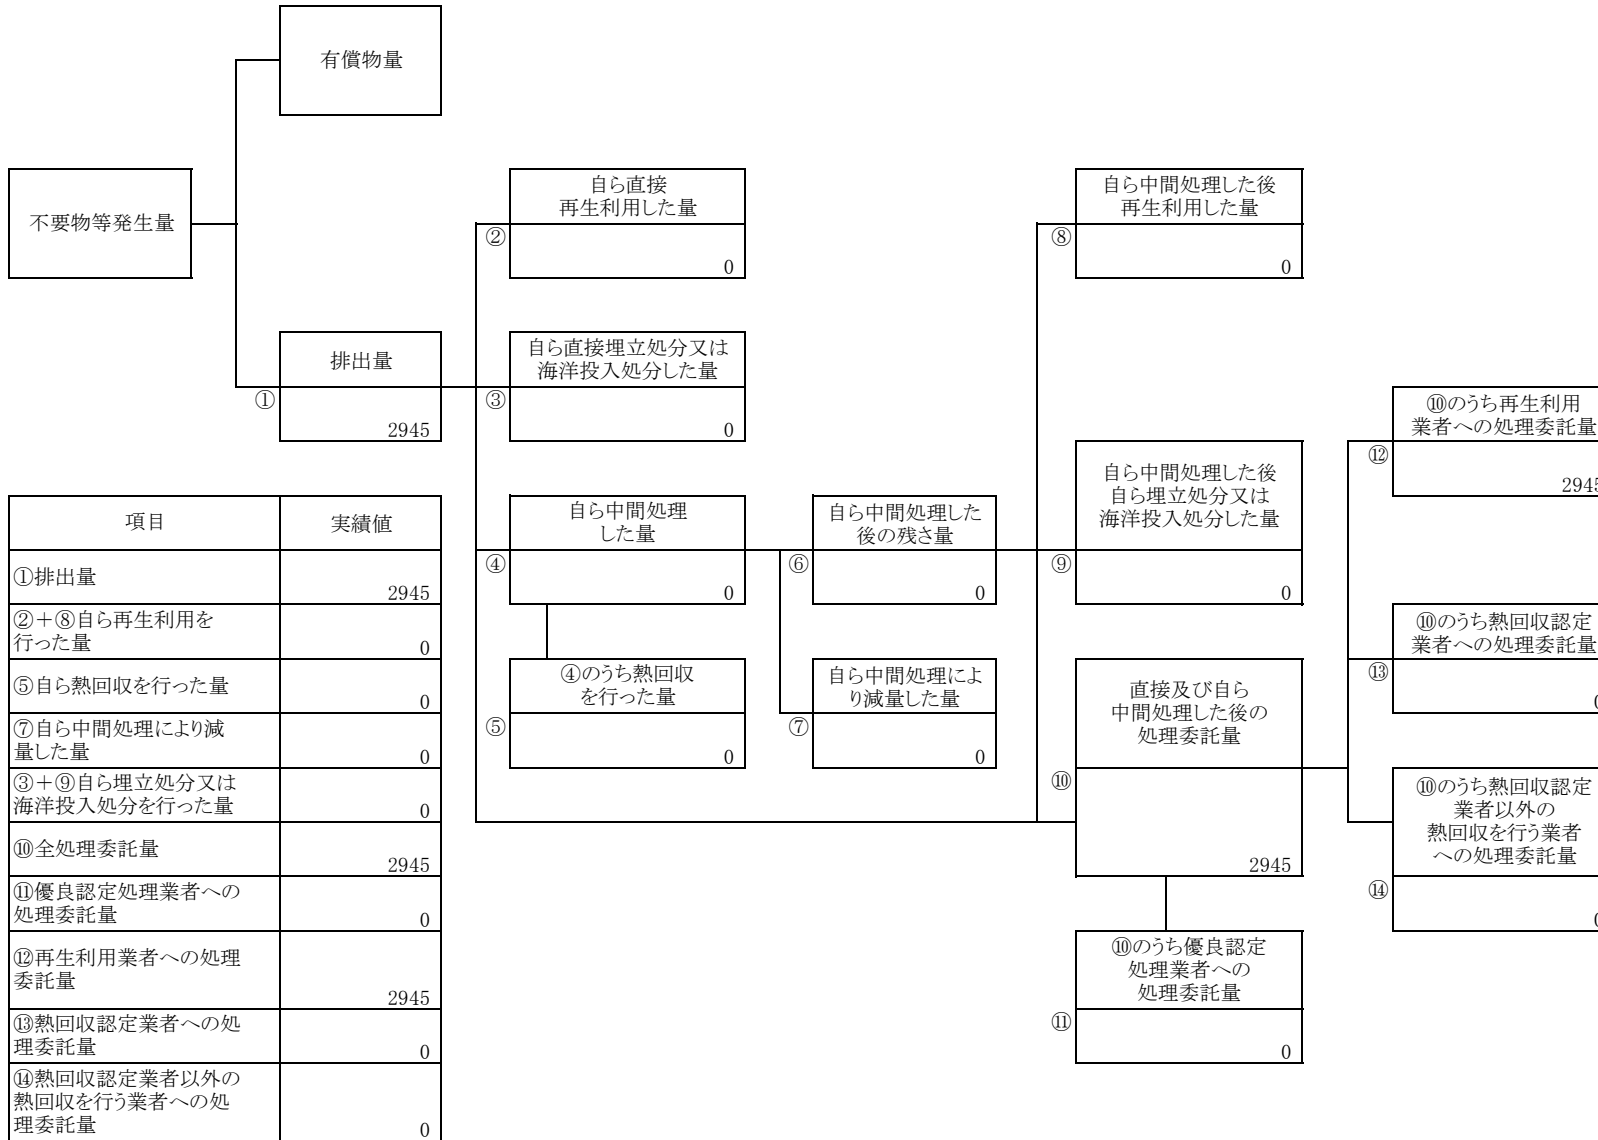 有償物量
不要物等発生量
排出量
①
2945
自ら直接
再生利用した量
②
0
自ら直接埋立処分又は
海洋投入処分した量
③
0
自ら中間処理
した量
④
0
④のうち熱回収
を行った量
⑤
0
自ら中間処理した
後の残さ量
⑥
0
自ら中間処理によ
り減量した量
⑦
0
自ら中間処理した後
再生利用した量
⑧
0
自ら中間処理した後
自ら埋立処分又は
海洋投入処分した量
⑨
0
直接及び自ら
中間処理した後の
処理委託量
⑩
2945
⑩のうち優良認定
処理業者への
処理委託量
⑪
0
⑩のうち再生利用
業者への処理委託量
⑫
2945
⑩のうち熱回収認定
業者への処理委託量
⑬
0
⑩のうち熱回収認定
業者以外の
熱回収を行う業者
への処理委託量
⑭
0
項目 実績値
①排出量
2945
②+⑧自ら再生利用を
行った量
0
⑤自ら熱回収を行った量
0
⑦自ら中間処理により減
量した量
0
③+⑨自ら埋立処分又は
海洋投入処分を行った量
0
⑩全処理委託量
2945
⑪優良認定処理業者への
処理委託量
0
⑫再生利用業者への処理
委託量
2945
⑬熱回収認定業者への処
理委託量
0
⑭熱回収認定業者以外の
熱回収を行う業者への処
理委託量
0